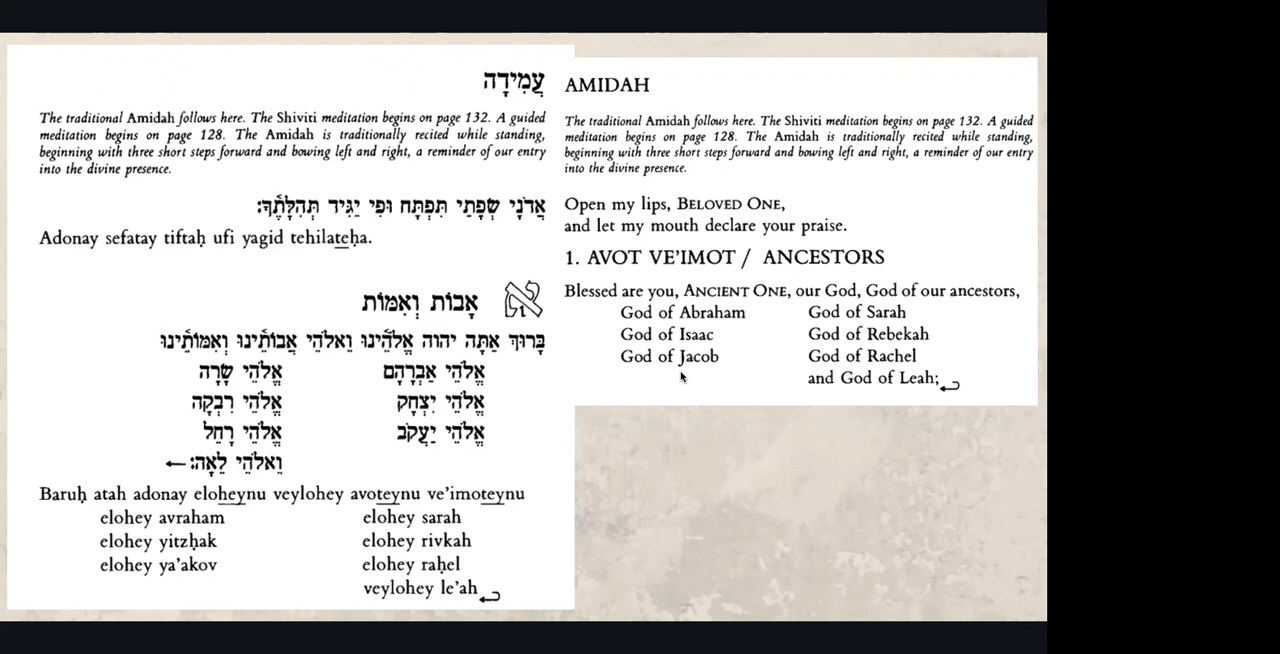 עֲמִידָה
The traditional Amidah follows here. The Shiviti meditation begins on page 132. A guided
meditation begins on page 128. The Amidah is traditionally recited while standing,
beginning with three short steps forward and bowing left and right, a reminder of our entry
into the divine presence.
אֲדֹנָי שְׂפָתַי תִּפְתָּח וּפִי יַגִּיד תְּהִלָּתֶֽךָ׃
Adonay sefatay tiftaḥ ufi yagid tehilateḥa.
א אָבוֹת וְאִמּוֹת
בָּרוּךְ אַתָּה יהוה אֱלֹהֵֽינוּ וֵאלֹהֵי אֲבוֹתֵֽינוּ וְאִמּוֹתֵֽינוּ
אֱלֹהֵי אַבְרָהָם אֱלֹהֵי שָׂרָה
אֱלֹהֵי יִצְחָק אֱלֹהֵי רִבְקָה
אֱלֹהֵי יַעֲקֹב אֱלֹהֵי רָחֵל
וֵאלֹהֵי לֵאָה׃ ←
Baruḥ atah adonay eloheynu veylohey avoteynu ve'imoteynu
elohey avraham elohey sarah
elohey yitzḥak elohey rivkah
elohey ya'akov elohey raḥel
veylohey le'ah
AMIDAH
The traditional Amidah follows here. The Shiviti meditation begins on page 132. A guided
meditation begins on page 128. The Amidah is traditionally recited while standing,
beginning with three short steps forward and bowing left and right, a reminder of our entry
into the divine presence.
Open my lips, BELOVED ONE,
and let my mouth declare your praise.
1. AVOT VE'IMOT / ANCESTORS
Blessed are you, ANCIENT ONE, our God, God of our ancestors,
God of Abraham God of Sarah
God of Isaac God of Rebekah
God of Jacob God of Rachel
and God of Leah;